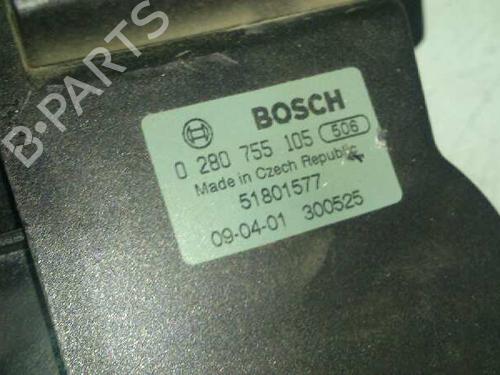 B-PARTS
BOSCH
0 280 755 105 506
Made in Czech Republic
51801577
09-04-01 300525